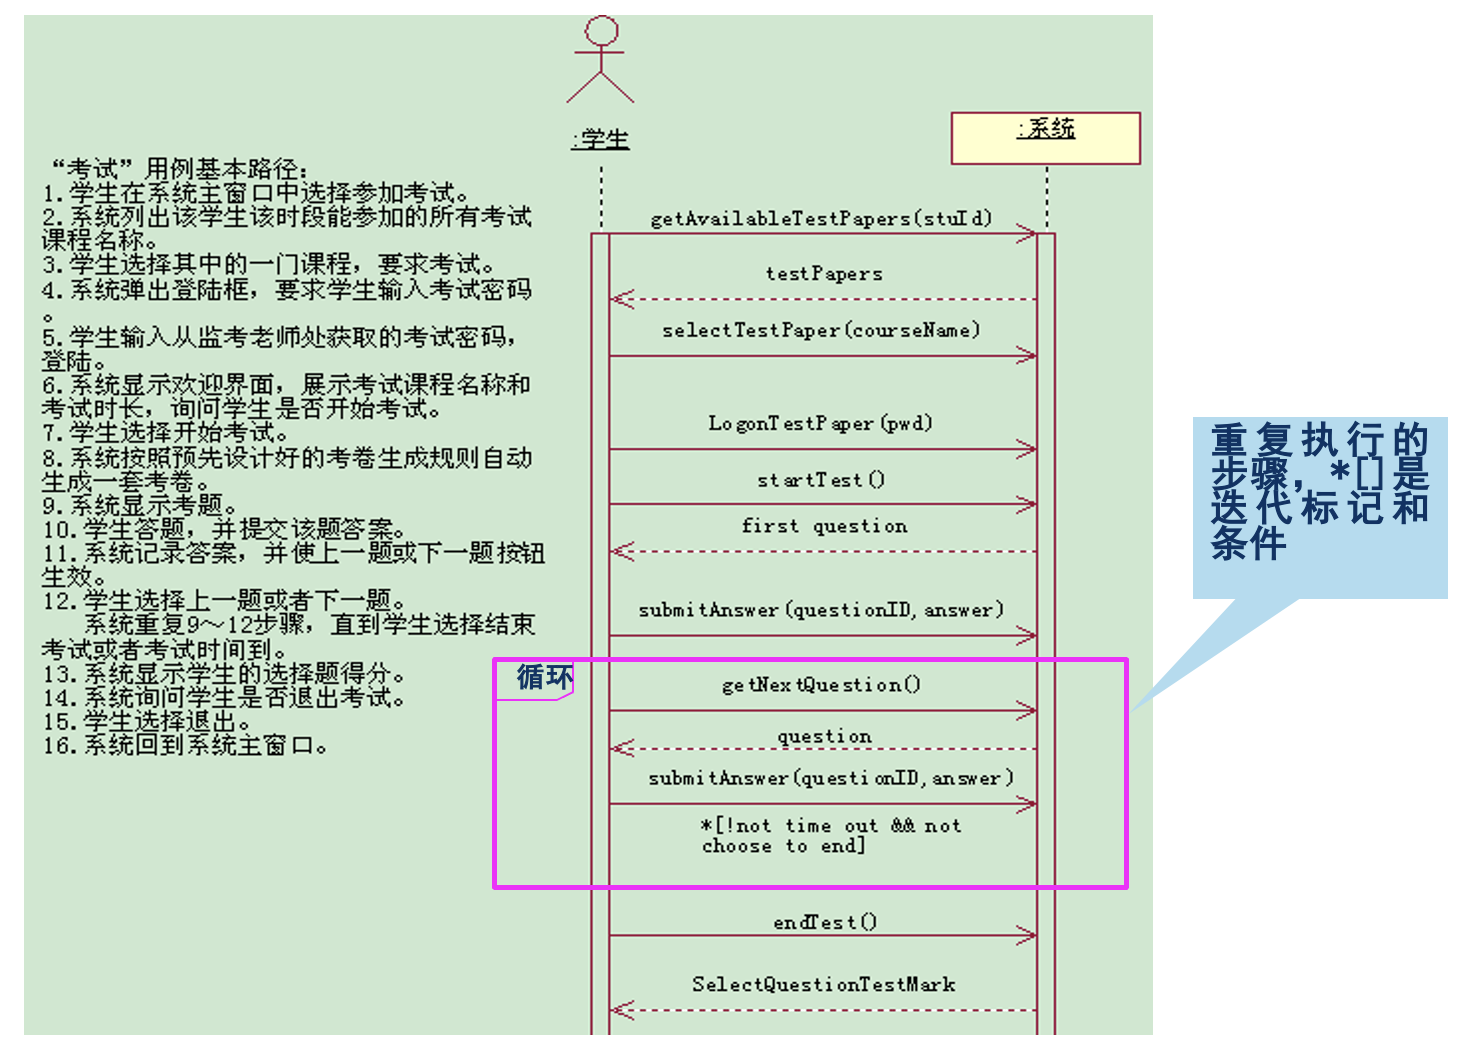 :学生
:系统
“考试”用例基本路径:
1.学生在系统主窗口中选择参加考试。
2.系统列出该学生该时段能参加的所有考试
课程名称。
3.学生选择其中的一门课程，要求考试。
4.系统弹出登陆框，要求学生输入考试密码
。
5.学生输入从监考老师处获取的考试密码，
登陆。
6.系统显示欢迎界面，展示考试课程名称和
考试时长，询问学生是否开始考试。
7.学生选择开始考试。
8.系统按照预先设计好的考卷生成规则自动
生成一套考卷。
9.系统显示考题。
10.学生答题，并提交该题答案。
11.系统记录答案，并使上一题或下一题按钮
生效。
12.学生选择上一题或者下一题。
系统重复9～12步骤，直到学生选择结束
考试或者考试时间到。
13.系统显示学生的选择题得分。
14.系统询问学生是否退出考试。
15.学生选择退出。
16.系统回到系统主窗口。
getAvailableTestPapers(stuId)
testPapers
selectTestPaper(courseName)
LogonTestPaper(pwd)
startTest()
first question
submitAnswer(questionID,answer)
循环
getNextQuestion()
question
submitAnswer(questionID,answer)
*[!not time out && not
choose to end]
endTest()
SelectQuestionTestMark
重复执行的
步骤，*[]是
迭代标记和
条件